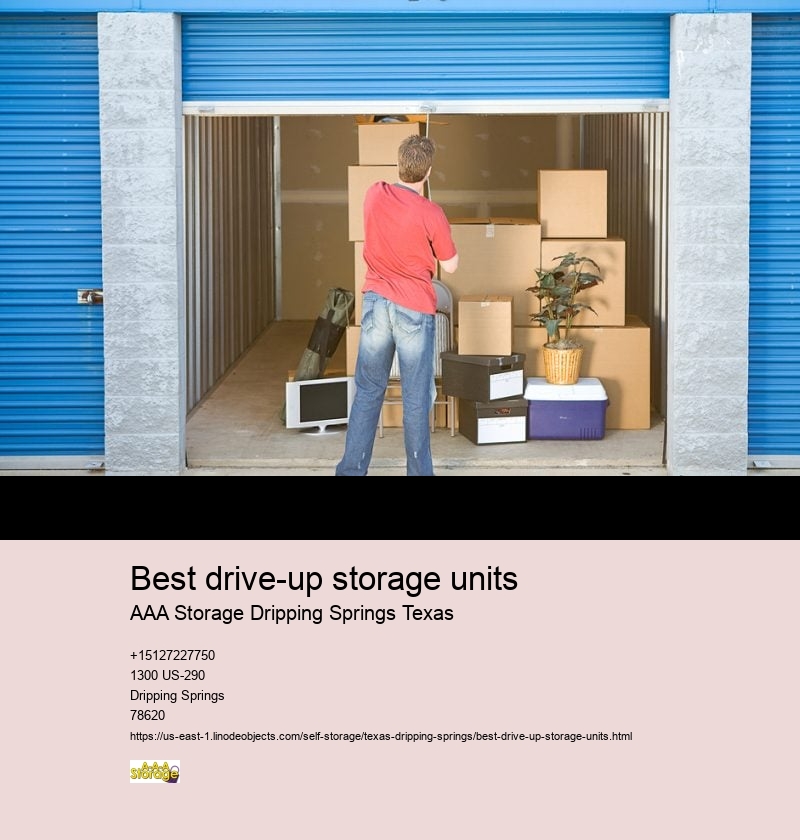 Best drive-up storage units
AAA Storage Dripping Springs Texas
+15127227750
1300 US-290
Dripping Springs
78620
https://us-east-1.linodeobjects.com/self-storage/texas-dripping-springs/best-drive-up-storage-units.html
AAA
Storage